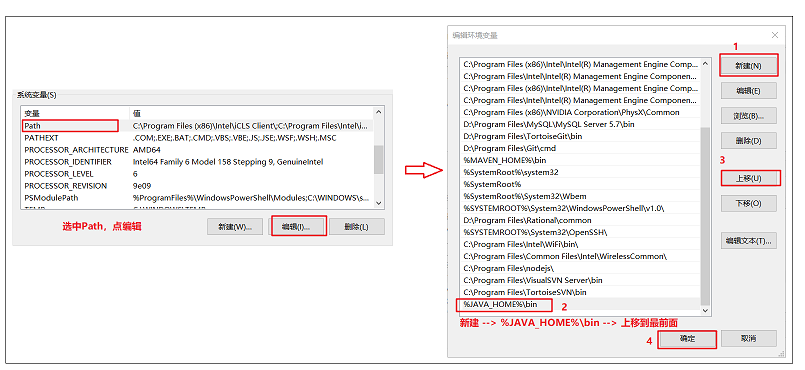 系统变量(S)
变量 值
Path C:\Program Files (x86)\Intel\iCLS Client\;C:\Program Files\Intel\i...
PATHEXT .COM;.EXE;.BAT;.CMD;.VBS;.VBE;.JS;.JSE;.WSF;.WSH;.MSC
PROCESSOR_ARCHITECTURE AMD64
PROCESSOR_IDENTIFIER Intel64 Family 6 Model 158 Stepping 9, GenuineIntel
PROCESSOR_LEVEL 6
PROCESSOR_REVISION 9e09
PSModulePath %ProgramFiles%\WindowsPowerShell\Modules;C:\WINDOWS\s...
选中Path，点编辑
新建(W)...
编辑(I)...
删除(L)
编辑环境变量
1
C:\Program Files (x86)\Intel\Intel(R) Management Engine Comp...
C:\Program Files\Intel\Intel(R) Management Engine Componen...
C:\Program Files (x86)\Intel\Intel(R) Management Engine Comp...
C:\Program Files\Intel\Intel(R) Management Engine Componen...
C:\Program Files (x86)\NVIDIA Corporation\PhysX\Common
D:\Program Files\MySQL\MySQL Server 5.7\bin
D:\Program Files\TortoiseGit\bin
D:\Program Files\Git\cmd
%MAVEN_HOME%\bin
%SystemRoot%\system32
%SystemRoot%
%SystemRoot%\System32\Wbem
%SYSTEMROOT%\System32\WindowsPowerShell\v1.0\
D:\Program Files\Rational\common
%SYSTEMROOT%\System32\OpenSSH\
C:\Program Files\Intel\WiFi\bin\
C:\Program Files\Common Files\Intel\WirelessCommon\
C:\Program Files\nodejs\
C:\Program Files\VisualSVN Server\bin
C:\Program Files\TortoiseSVN\bin
%JAVA_HOME%\bin
2
新建(N)
编辑(E)
浏览(B)...
删除(D)
3
上移(U)
下移(O)
编辑文本(T)...
新建 --> %JAVA_HOME%\bin --> 上移到最前面
4
确定
取消